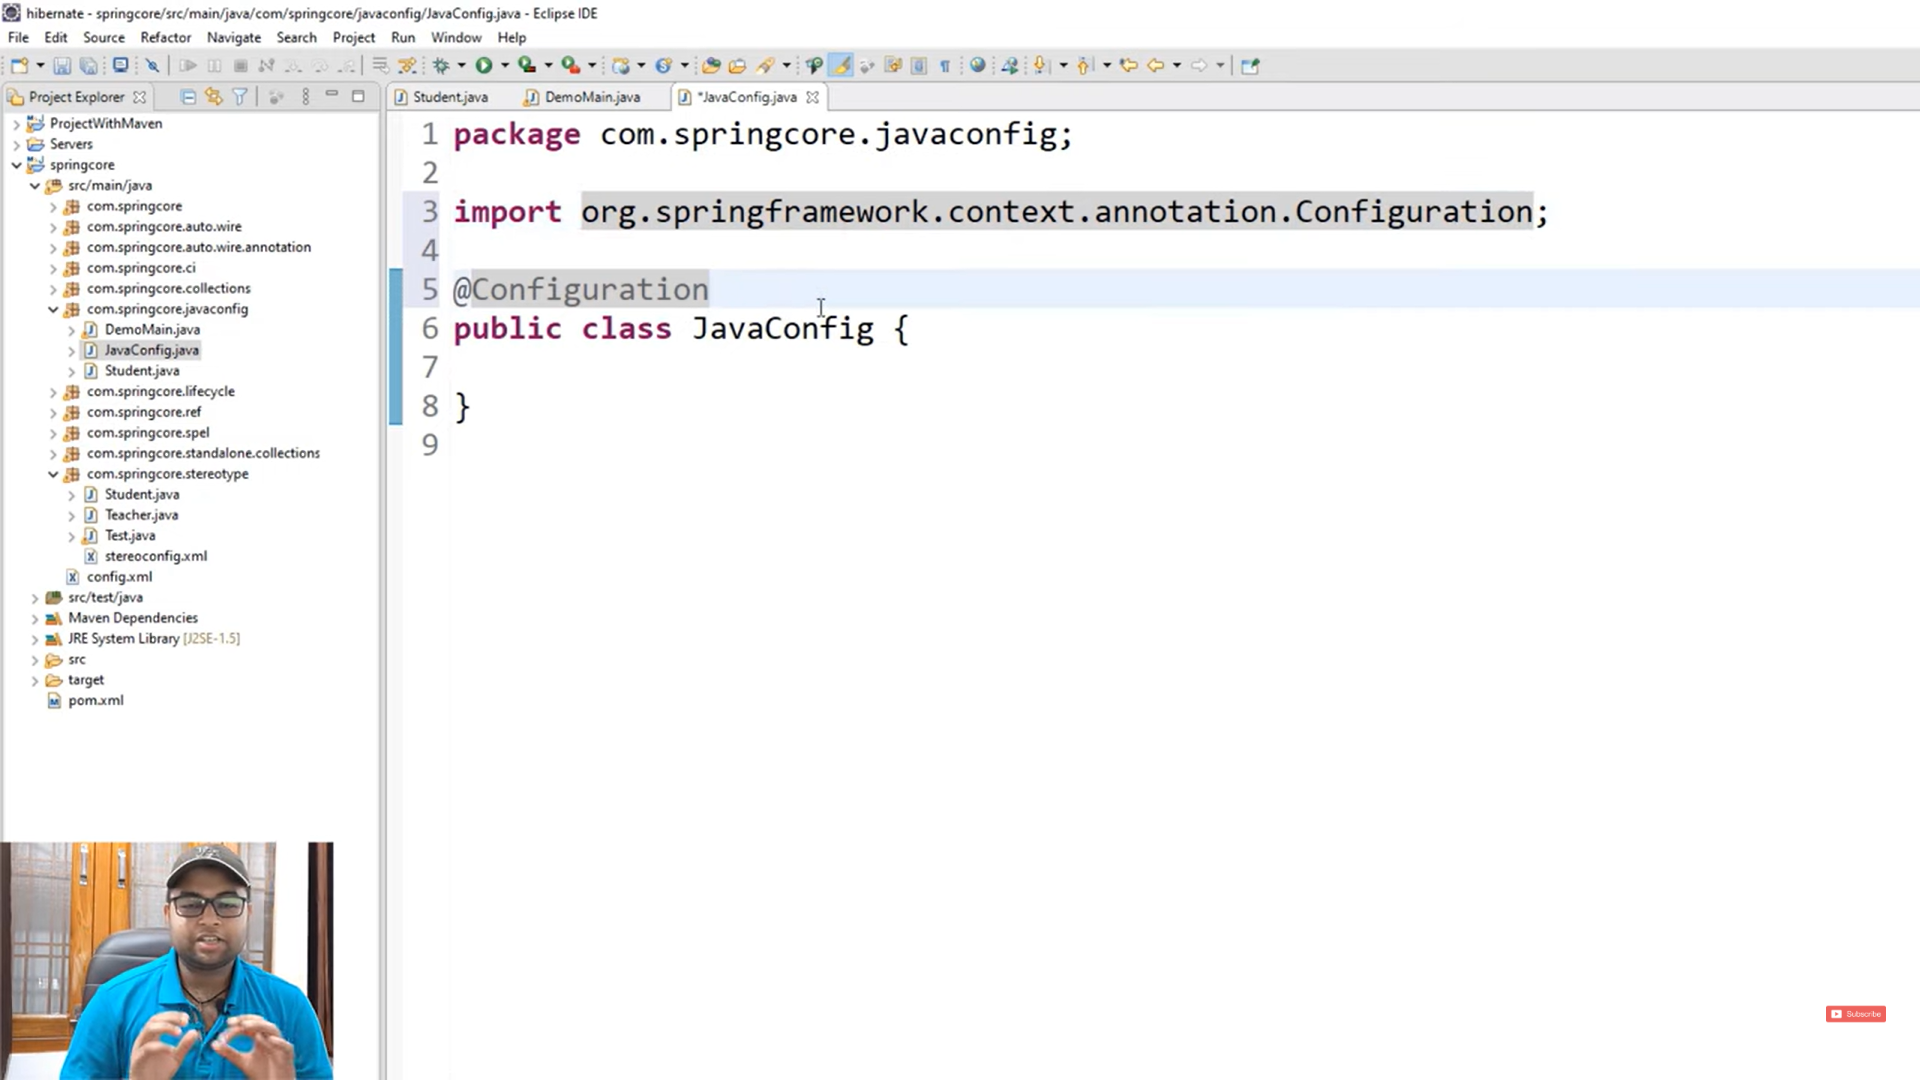 hibernate - springcore/src/main/java/com/springcore/javaconfig/JavaConfig.java - Eclipse IDE
File Edit Source Refactor Navigate Search Project Run Window Help
Project Explorer
Student.java DemoMain.java *JavaConfig.java
ProjectWithMaven
Servers
springcore
src/main/java
com.springcore
com.springcore.auto.wire
com.springcore.auto.wire.annotation
com.springcore.ci
com.springcore.collections
com.springcore.javaconfig
DemoMain.java
JavaConfig.java
Student.java
com.springcore.lifecycle
com.springcore.ref
com.springcore.spel
com.springcore.standalone.collections
com.springcore.stereotype
Student.java
Teacher.java
Test.java
stereoconfig.xml
config.xml
src/test/java
Maven Dependencies
JRE System Library [J2SE-1.5]
src
target
pom.xml
1 package com.springcore.javaconfig;
2
3 import org.springframework.context.annotation.Configuration;
4
5 @Configuration
6 public class JavaConfig {
7
8 }
9
Subscribe